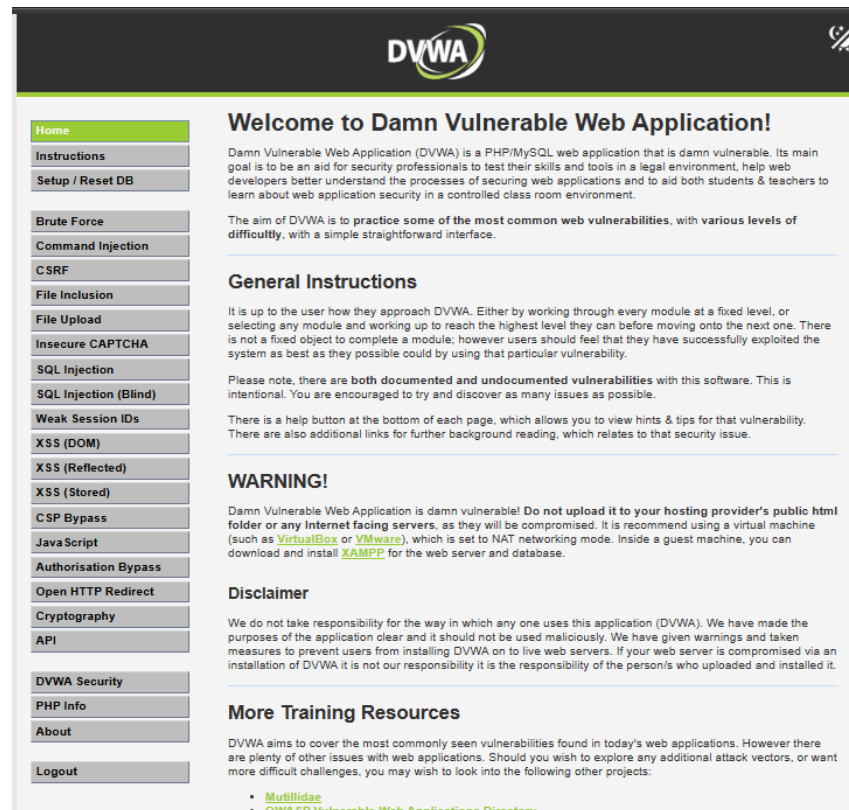 DVWA
Home
Instructions
Setup / Reset DB
Brute Force
Command Injection
CSRF
File Inclusion
File Upload
Insecure CAPTCHA
SQL Injection
SQL Injection (Blind)
Weak Session IDs
XSS (DOM)
XSS (Reflected)
XSS (Stored)
CSP Bypass
JavaScript
Authorisation Bypass
Open HTTP Redirect
Cryptography
API
DVWA Security
PHP Info
About
Logout
Welcome to Damn Vulnerable Web Application!
Damn Vulnerable Web Application (DVWA) is a PHP/MySQL web application that is damn vulnerable. Its main
goal is to be an aid for security professionals to test their skills and tools in a legal environment, help web
developers better understand the processes of securing web applications and to aid both students & teachers to
learn about web application security in a controlled class room environment.
The aim of DVWA is to practice some of the most common web vulnerabilities, with various levels of
difficultly, with a simple straightforward interface.
General Instructions
It is up to the user how they approach DVWA. Either by working through every module at a fixed level, or
selecting any module and working up to reach the highest level they can before moving onto the next one. There
is not a fixed object to complete a module; however users should feel that they have successfully exploited the
system as best as they possible could by using that particular vulnerability.
Please note, there are both documented and undocumented vulnerabilities with this software. This is
intentional. You are encouraged to try and discover as many issues as possible.
There is a help button at the bottom of each page, which allows you to view hints & tips for that vulnerability.
There are also additional links for further background reading, which relates to that security issue.
WARNING!
Damn Vulnerable Web Application is damn vulnerable! Do not upload it to your hosting provider's public html
folder or any Internet facing servers, as they will be compromised. It is recommend using a virtual machine
(such as VirtualBox or VMware), which is set to NAT networking mode. Inside a guest machine, you can
download and install XAMPP for the web server and database.
Disclaimer
We do not take responsibility for the way in which any one uses this application (DVWA). We have made the
purposes of the application clear and it should not be used maliciously. We have given warnings and taken
measures to prevent users from installing DVWA on to live web servers. If your web server is compromised via an
installation of DVWA it is not our responsibility it is the responsibility of the person/s who uploaded and installed it.
More Training Resources
DVWA aims to cover the most commonly seen vulnerabilities found in today's web applications. However there
are plenty of other issues with web applications. Should you wish to explore any additional attack vectors, or want
more difficult challenges, you may wish to look into the following other projects:
Mutillidae
OWASP Vulnerable Web Applications Directory